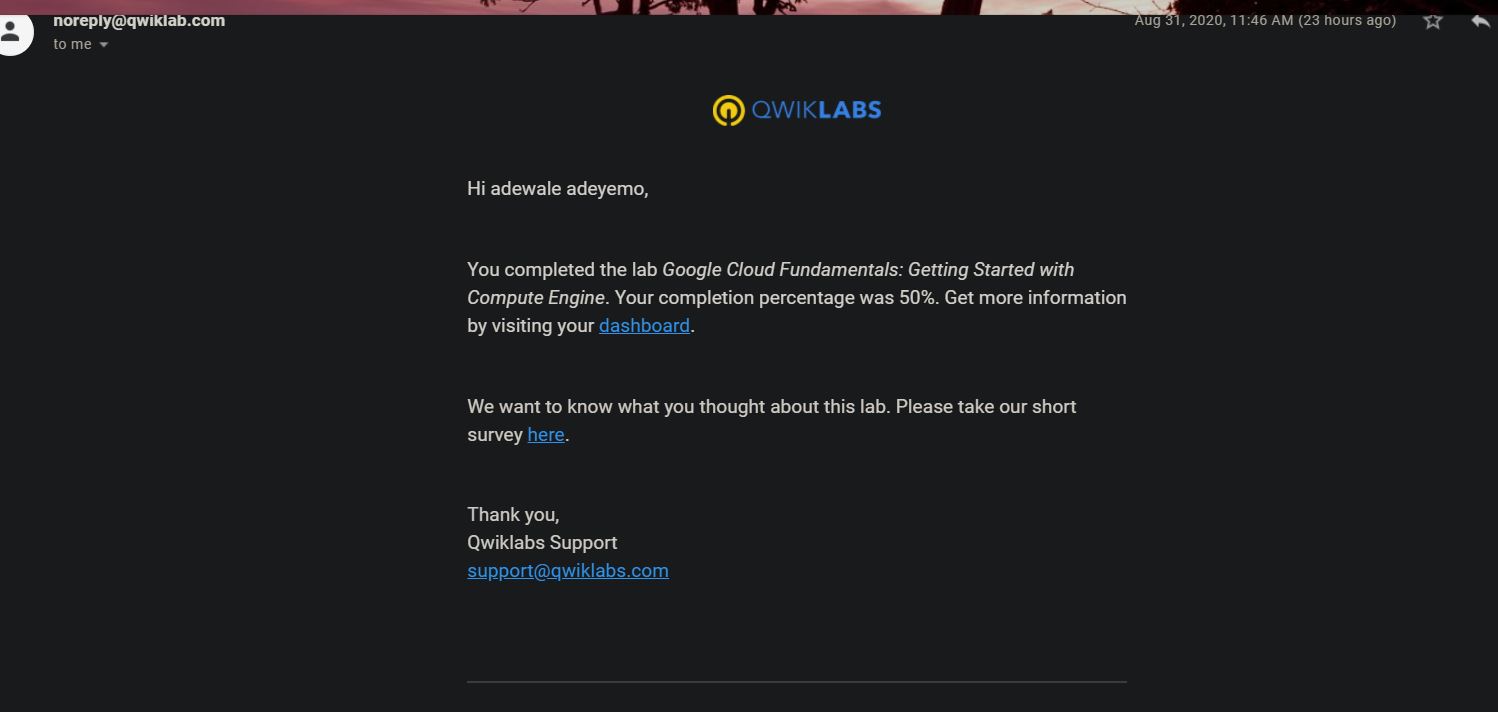 noreply@qwiklab.com
Aug 31, 2020, 11:46 AM (23 hours ago)
to me
QWIKLABS
Hi adewale adeyemo,
You completed the lab Google Cloud Fundamentals: Getting Started with
Compute Engine. Your completion percentage was 50%. Get more information
by visiting your dashboard.
We want to know what you thought about this lab. Please take our short
survey here.
Thank you,
Qwiklabs Support
support@qwiklabs.com